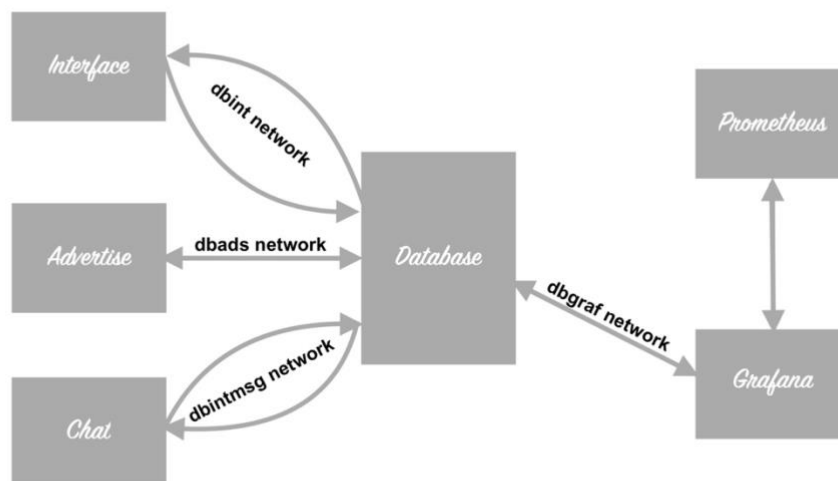 Interface
dbint network
Prometheus
Advertise
dbads network
Database
dbgraf network
dbintmsg network
Grafana
Chat